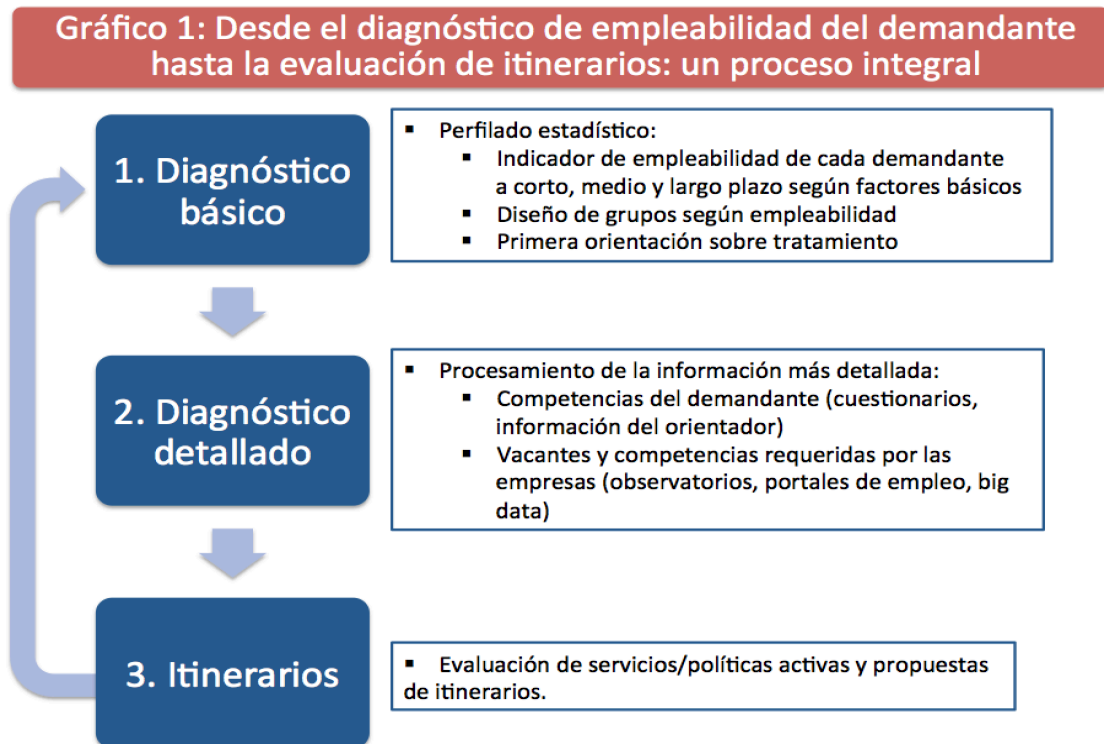 Gráfico 1: Desde el diagnóstico de empleabilidad del demandante
hasta la evaluación de itinerarios: un proceso integral
1. Diagnóstico
básico
▪ Perfilado estadístico:
▪ Indicador de empleabilidad de cada demandante
a corto, medio y largo plazo según factores básicos
▪ Diseño de grupos según empleabilidad
▪ Primera orientación sobre tratamiento
2. Diagnóstico
detallado
▪ Procesamiento de la información más detallada:
▪ Competencias del demandante (cuestionarios,
información del orientador)
▪ Vacantes y competencias requeridas por las
empresas (observatorios, portales de empleo, big
data)
3. Itinerarios
▪ Evaluación de servicios/políticas activas y propuestas
de itinerarios.